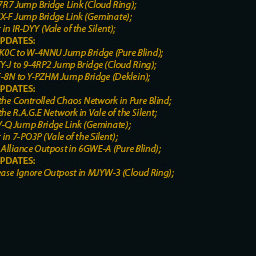 7R7 Jump Bridge Link (Cloud Ring);
X-F Jump Bridge Link (Geminate);
in IR-DYY (Vale of the Silent);
PDATES:
K0C to W-4NNU Jump Bridge (Pure Blind);
Y-J to 9-4RP2 Jump Bridge (Cloud Ring);
-8N to Y-PZHM Jump Bridge (Deklein);
PDATES:
the Controlled Chaos Network in Pure Blind;
the R.A.G.E Network in Vale of the Silent;
-Q Jump Bridge Link (Geminate);
in 7-PO3P (Vale of the Silent);
Alliance Outpost in 6GWE-A (Pure Blind);
PDATES:
ase Ignore Outpost in MJYW-3 (Cloud Ring);